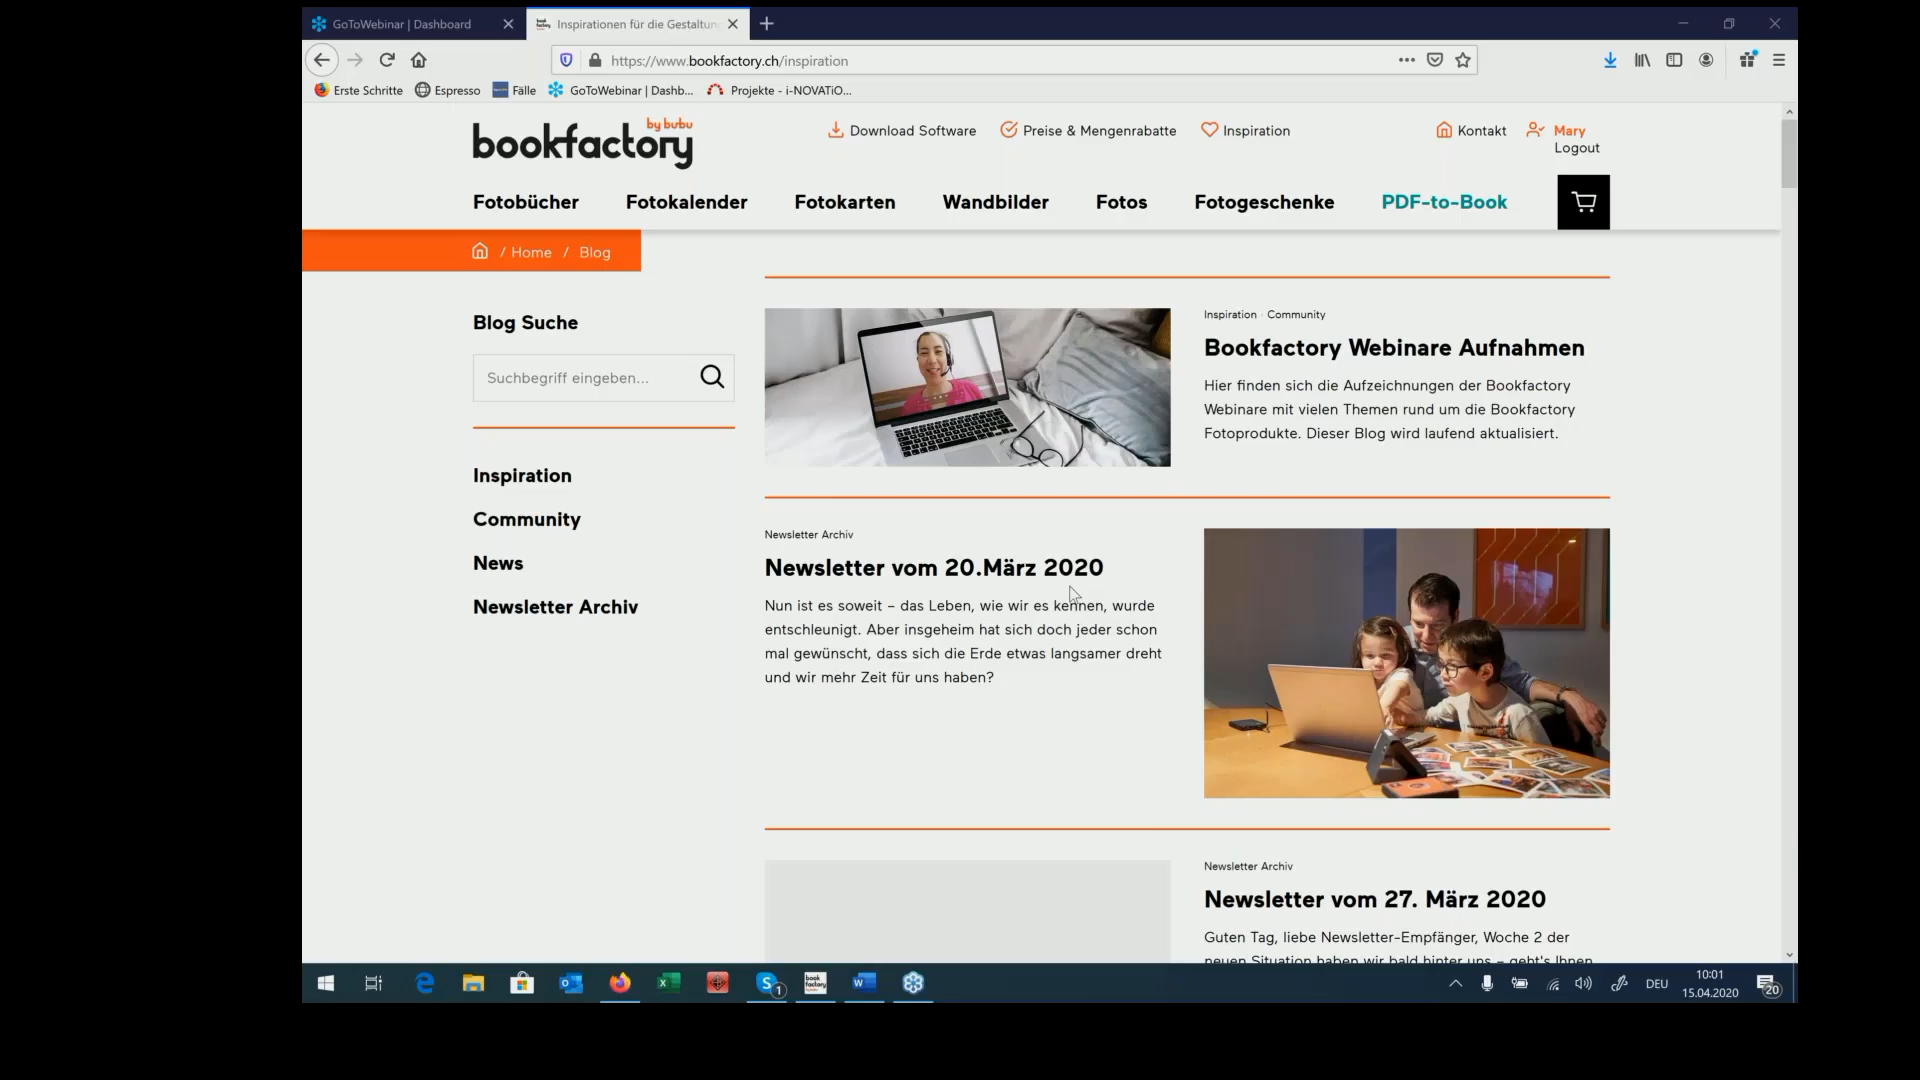 GoToWebinar | Dashboard
Inspirationen für die Gestaltun
https://www.bookfactory.ch/inspiration
Erste Schritte
Espresso
Fälle
GoToWebinar | Dashb...
Projekte - i-NOVATiO...
by bubu
bookfactory
Download Software
Preise & Mengenrabatte
Inspiration
Kontakt
Mary
Logout
Fotobücher
Fotokalender
Fotokarten
Wandbilder
Fotos
Fotogeschenke
PDF-to-Book
/ Home / Blog
Blog Suche
Suchbegriff eingeben...
Inspiration
Community
News
Newsletter Archiv
Inspiration · Community
Bookfactory Webinare Aufnahmen
Hier finden sich die Aufzeichnungen der Bookfactory
Webinare mit vielen Themen rund um die Bookfactory
Fotoprodukte. Dieser Blog wird laufend aktualisiert.
Newsletter Archiv
Newsletter vom 20.März 2020
Nun ist es soweit – das Leben, wie wir es kennen, wurde
entschleunigt. Aber insgeheim hat sich doch jeder schon
mal gewünscht, dass sich die Erde etwas langsamer dreht
und wir mehr Zeit für uns haben?
Newsletter Archiv
Newsletter vom 27. März 2020
Guten Tag, liebe Newsletter-Empfänger, Woche 2 der
neuen Situation haben wir bald hinter uns – geht's Ihnen
book
factory
1
DEU
10:01
15.04.2020
20